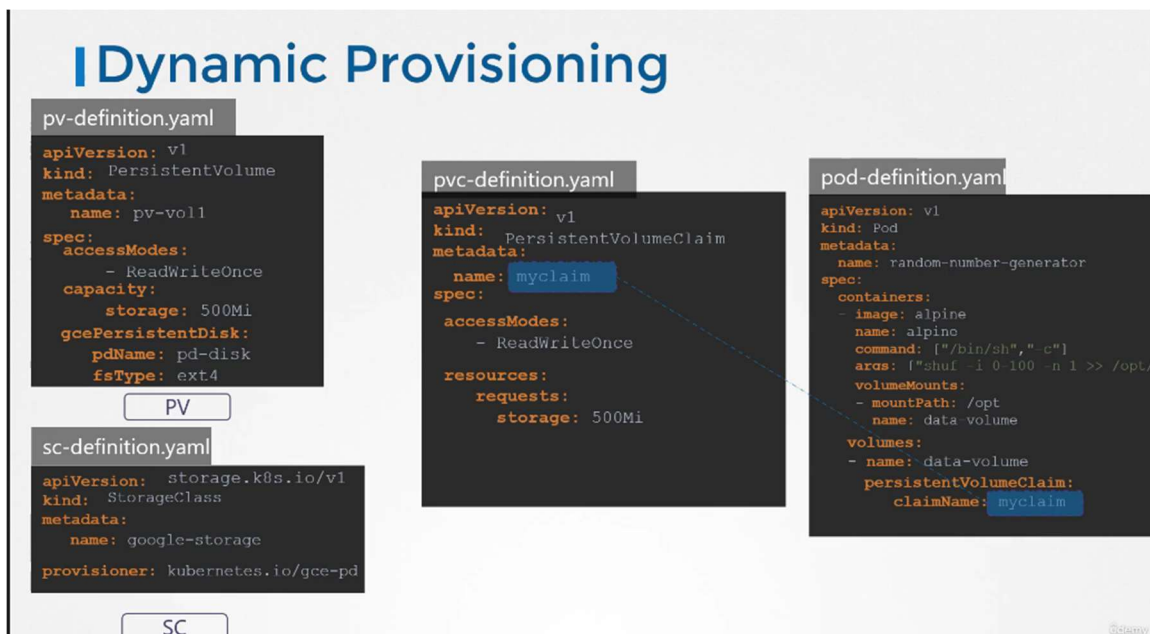 Dynamic Provisioning
pv-definition.yaml
apiVersion: v1
kind: PersistentVolume
metadata:
name: pv-vol1
spec:
accessModes:
- ReadWriteOnce
capacity:
storage: 500Mi
gcePersistentDisk:
pdName: pd-disk
fsType: ext4
PV
sc-definition.yaml
apiVersion: storage.k8s.io/v1
kind: StorageClass
metadata:
name: google-storage
provisioner: kubernetes.io/gce-pd
SC
pvc-definition.yaml
apiVersion: v1
kind: PersistentVolumeClaim
metadata:
name: myclaim
spec:
accessModes:
- ReadWriteOnce
resources:
requests:
storage: 500Mi
pod-definition.yaml
apiVersion: v1
kind: Pod
metadata:
name: random-number-generator
spec:
containers:
- image: alpine
name: alpine
command: ["/bin/sh","-c"]
args: ["shuf -i 0-100 -n 1 >> /opt/
volumeMounts:
- mountPath: /opt
name: data-volume
volumes:
- name: data-volume
persistentVolumeClaim:
claimName: myclaim
ûdemy